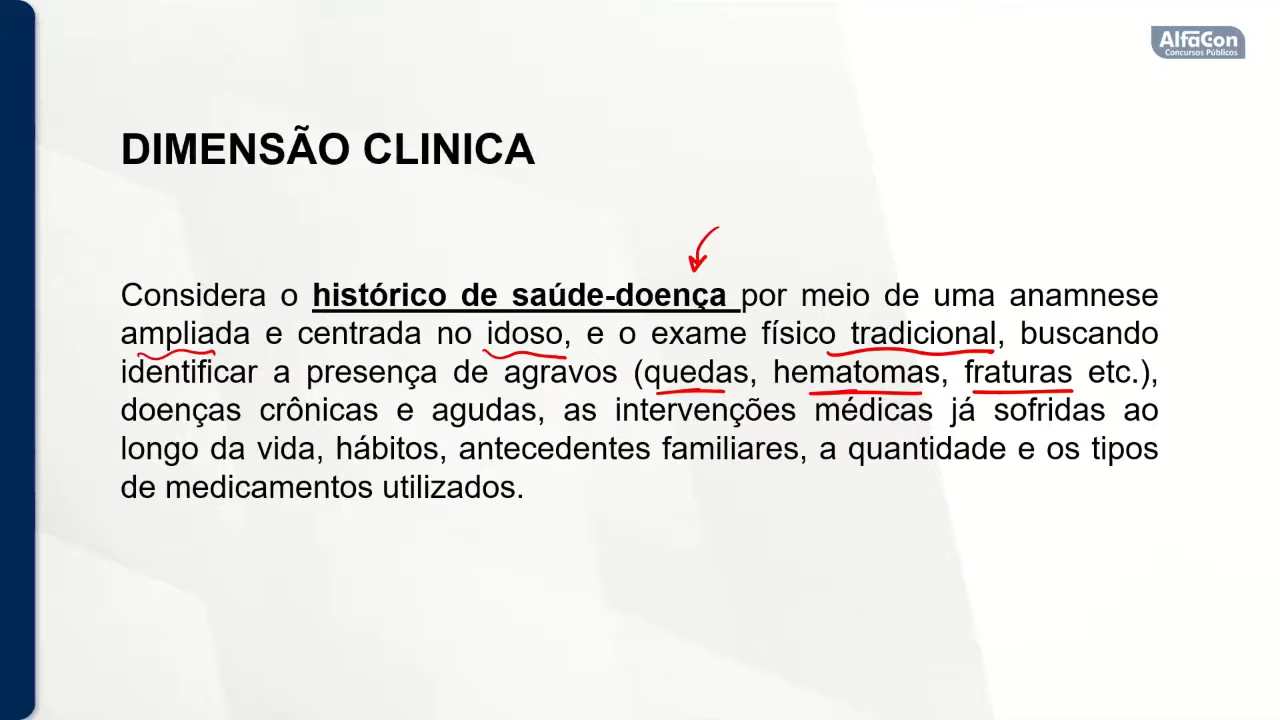 AlfaCon
Concursos Públicos
DIMENSÃO CLINICA
Considera o histórico de saúde-doença por meio de uma anamnese
ampliada e centrada no idoso, e o exame físico tradicional, buscando
identificar a presença de agravos (quedas, hematomas, fraturas etc.),
doenças crônicas e agudas, as intervenções médicas já sofridas ao
longo da vida, hábitos, antecedentes familiares, a quantidade e os tipos
de medicamentos utilizados.